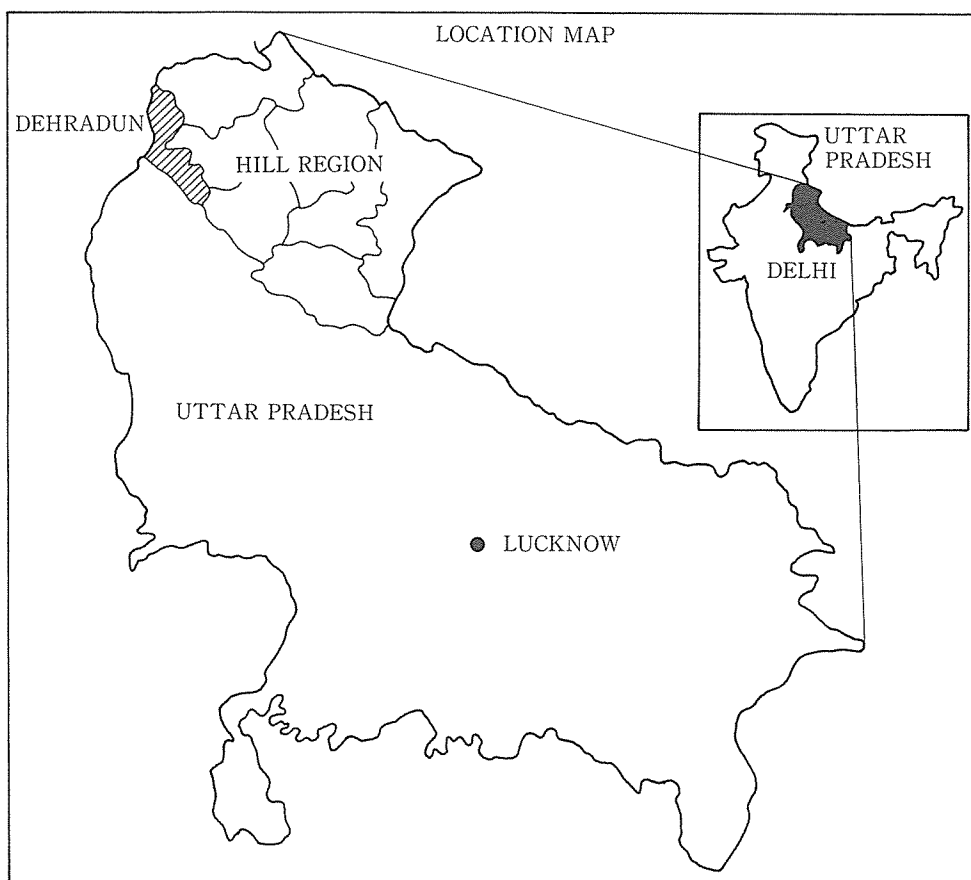 LOCATION MAP
DEHRADUN
HILL REGION
UTTAR
PRADESH
DELHI
UTTAR PRADESH
LUCKNOW